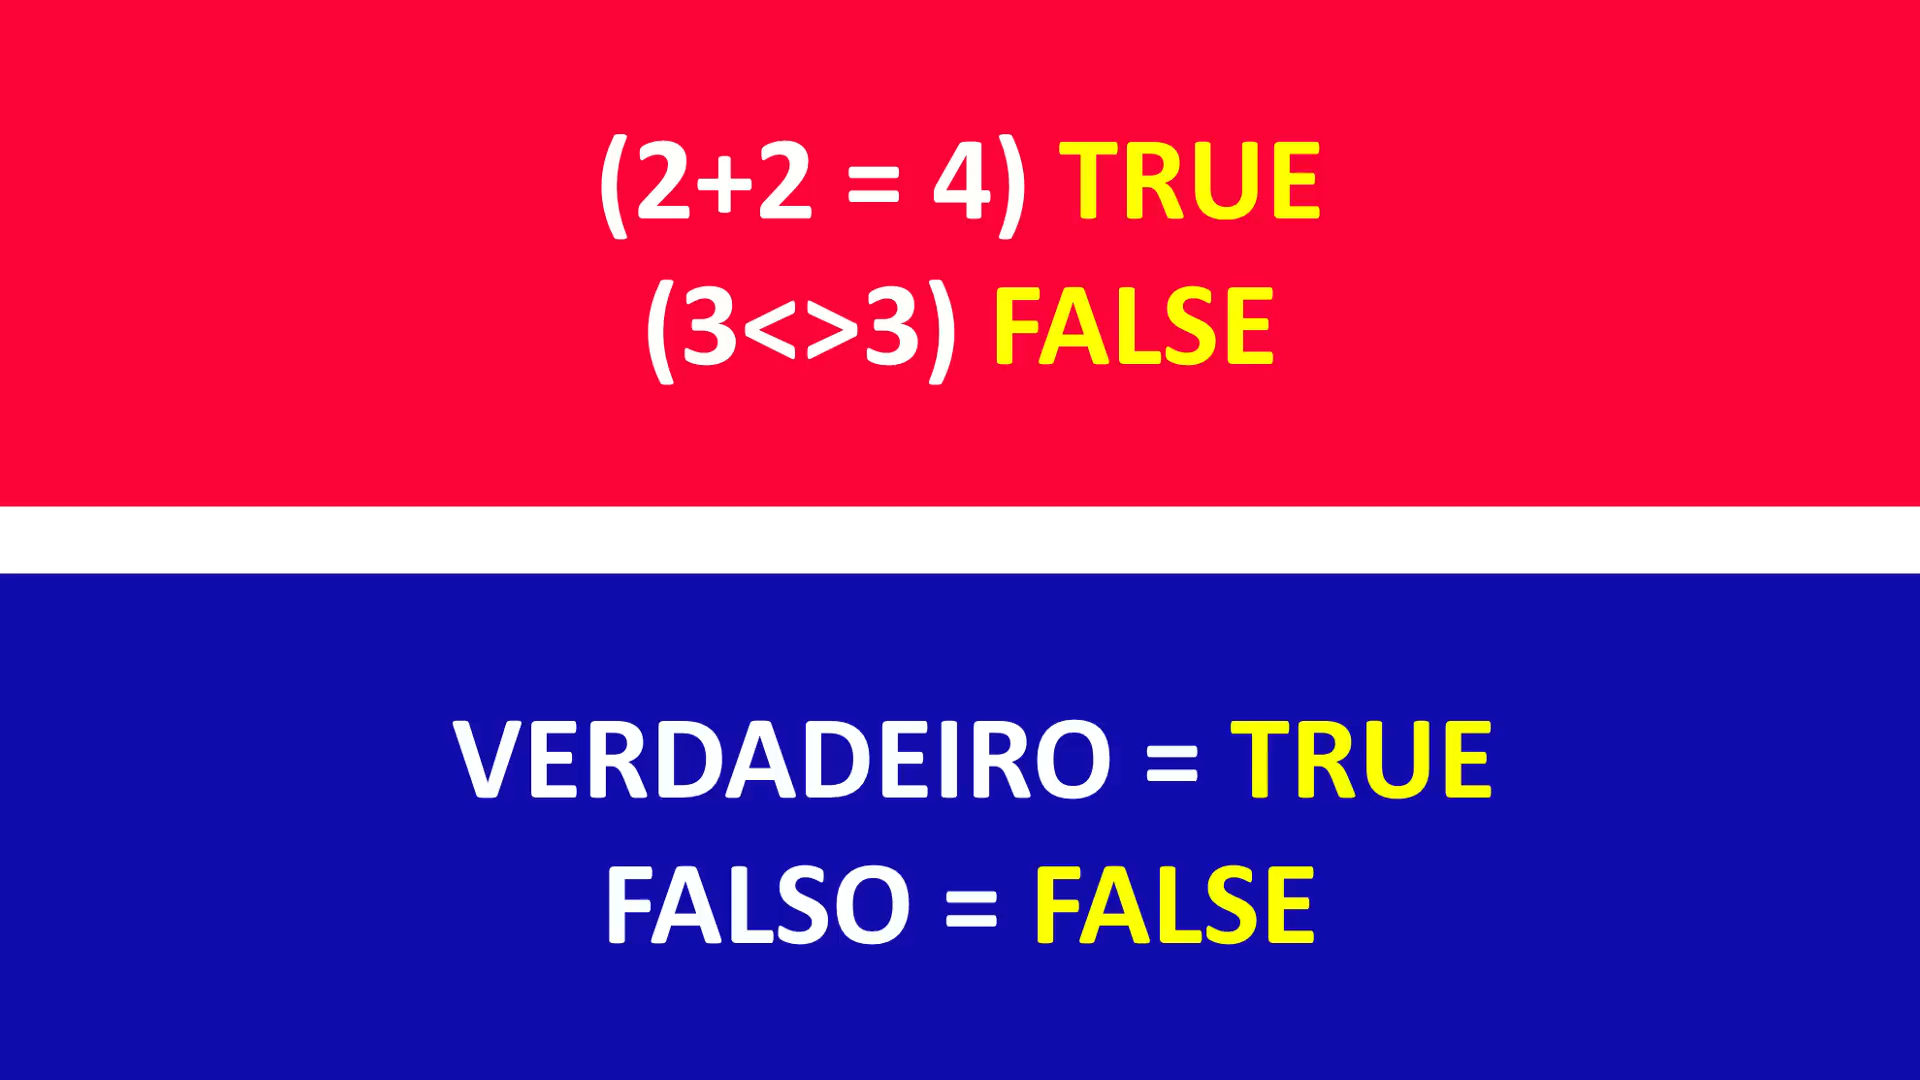 (2+2 = 4) TRUE
(3<>3) FALSE
VERDADEIRO = TRUE
FALSO = FALSE